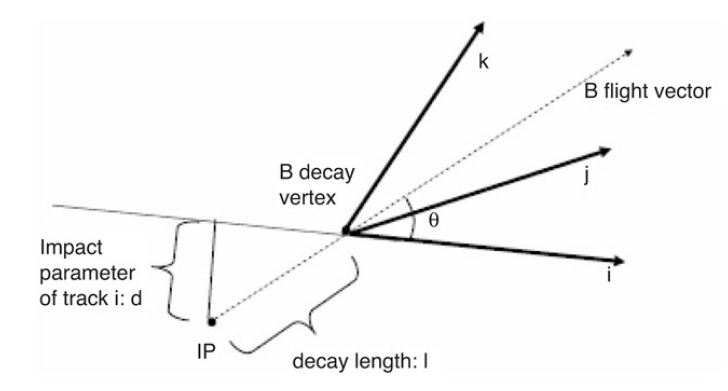 k
B flight vector
B decay
vertex
j
θ
Impact
parameter
of track i: d
i
IP
decay length: l